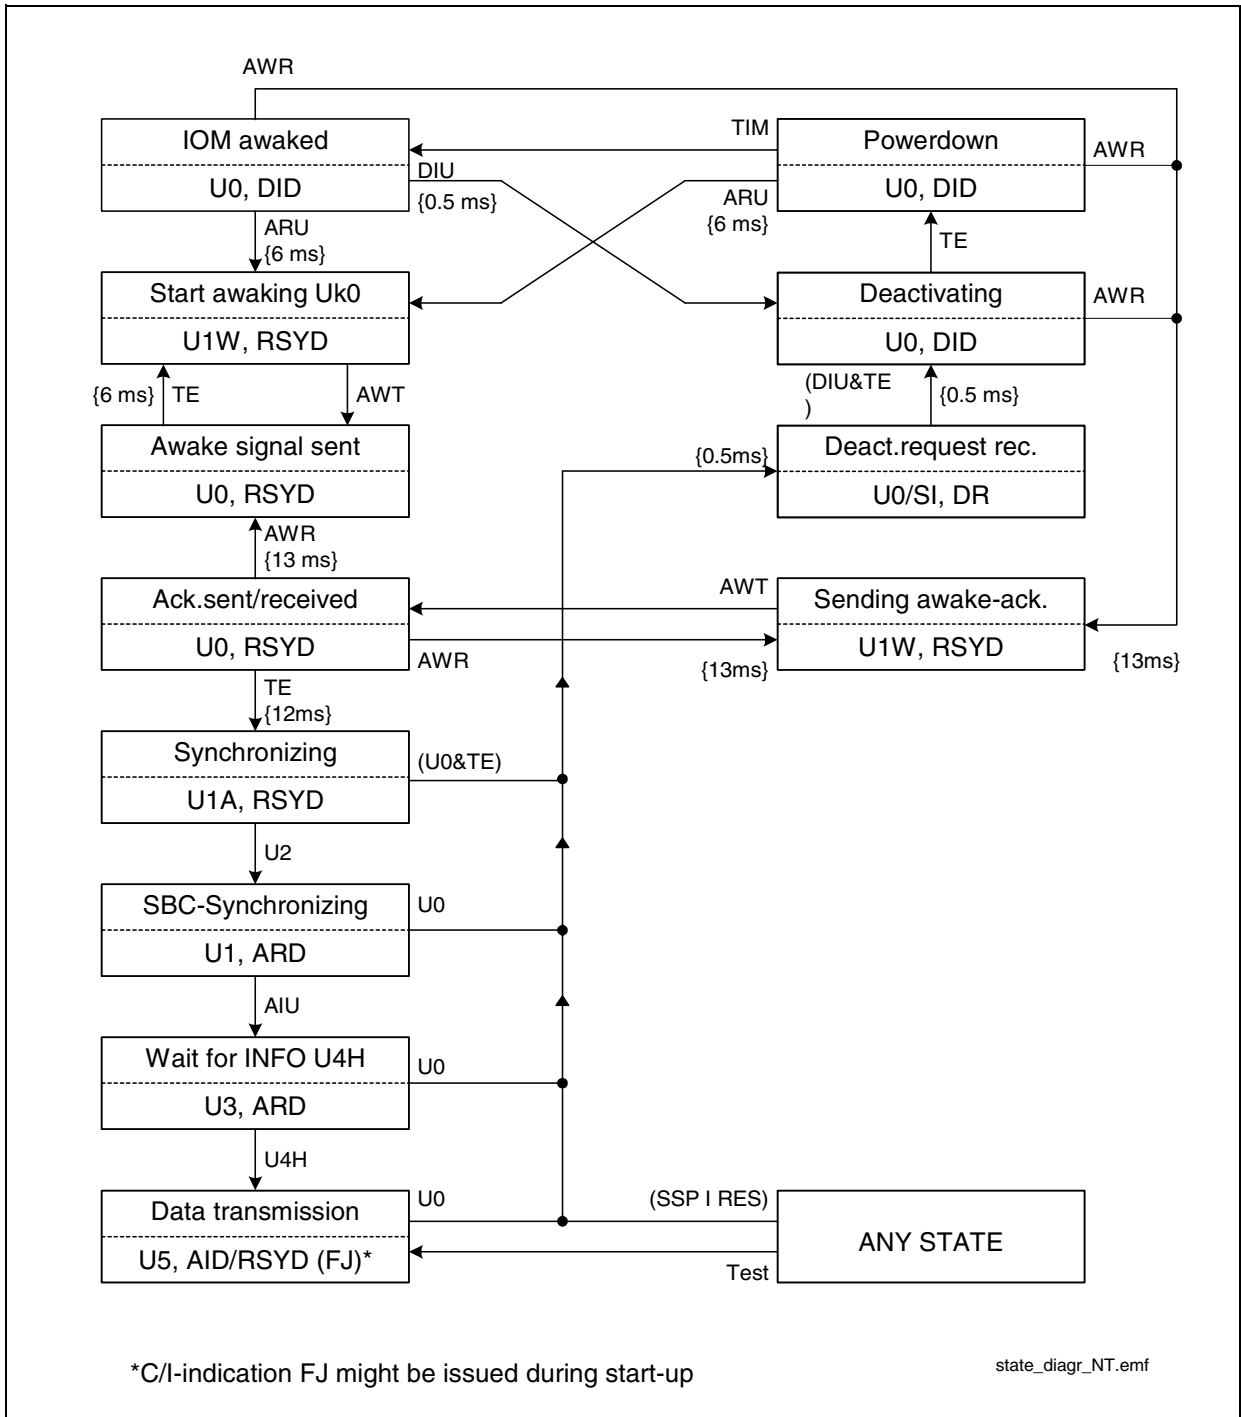 AWR
IOM awaked
U0, DID
TIM
DIU
{0.5 ms}
Powerdown
U0, DID
AWR
ARU
{6 ms}
ARU
{6 ms}
TE
Start awaking Uk0
U1W, RSYD
Deactivating
U0, DID
AWR
{6 ms}
TE
AWT
(DIU&TE
)
{0.5 ms}
Awake signal sent
U0, RSYD
{0.5ms}
Deact.request rec.
U0/SI, DR
AWR
{13 ms}
Ack.sent/received
U0, RSYD
AWT
AWR
{13ms}
Sending awake-ack.
U1W, RSYD
{13ms}
TE
{12ms}
Synchronizing
U1A, RSYD
(U0&TE)
U2
SBC-Synchronizing
U1, ARD
U0
AIU
Wait for INFO U4H
U3, ARD
U0
U4H
Data transmission
U5, AID/RSYD (FJ)*
U0
(SSP I RES)
Test
ANY STATE
*C/I-indication FJ might be issued during start-up
state_diagr_NT.emf